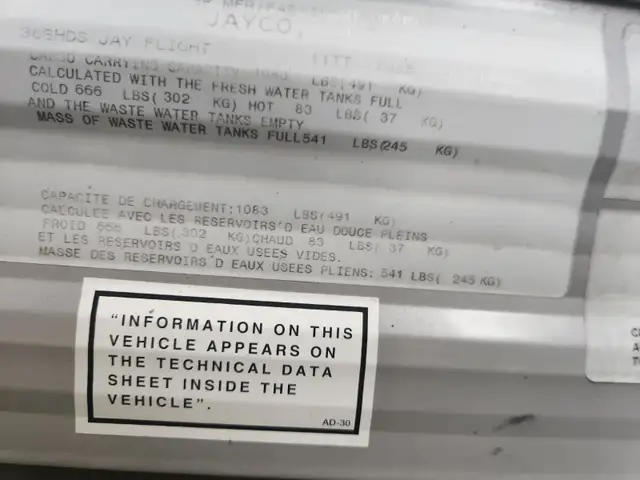 JAYCO,
JAY FLIGHT
CARGO CARRYING CAPACITY LBS(491 KG)
CALCULATED WITH THE FRESH WATER TANKS FULL
COLD 666 LBS( 302 KG) HOT 83 LBS( 37 KG)
AND THE WASTE WATER TANKS EMPTY
MASS OF WASTE WATER TANKS FULL541 LBS(245 KG)
CAPACITE DE CHARGEMENT:1083 LBS(491 KG)
CALCULEE AVEC LES RESERVOIRS'D EAU DOUCE PLEINS
FROID 666 LBS(.302 KG)CHAUD 83 LBS( 37 KG)
ET LES RESERVOIRS D EAUX USEES VIDES.
MASSE DES RESERVOIRS'D EAUX USEES PLIENS: 541 LBS( 245 KG)
"INFORMATION ON THIS
VEHICLE APPEARS ON
THE TECHNICAL DATA
SHEET INSIDE THE
VEHICLE".
AD-30